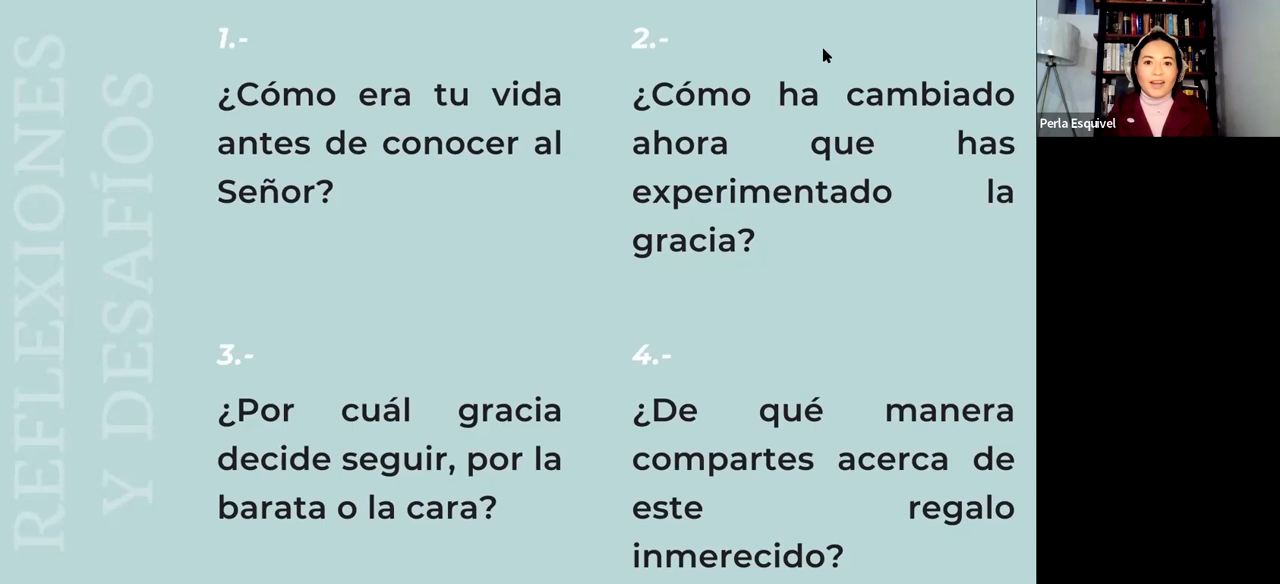 REFLEXIONES
Y DESAFÍOS
1.-
¿Cómo era tu vida
antes de conocer al
Señor?
2.-
¿Cómo ha cambiado
ahora que has
experimentado la
gracia?
3.-
¿Por cuál gracia
decide seguir, por la
barata o la cara?
4.-
¿De qué manera
compartes acerca de
este regalo
inmerecido?
Perla Esquivel